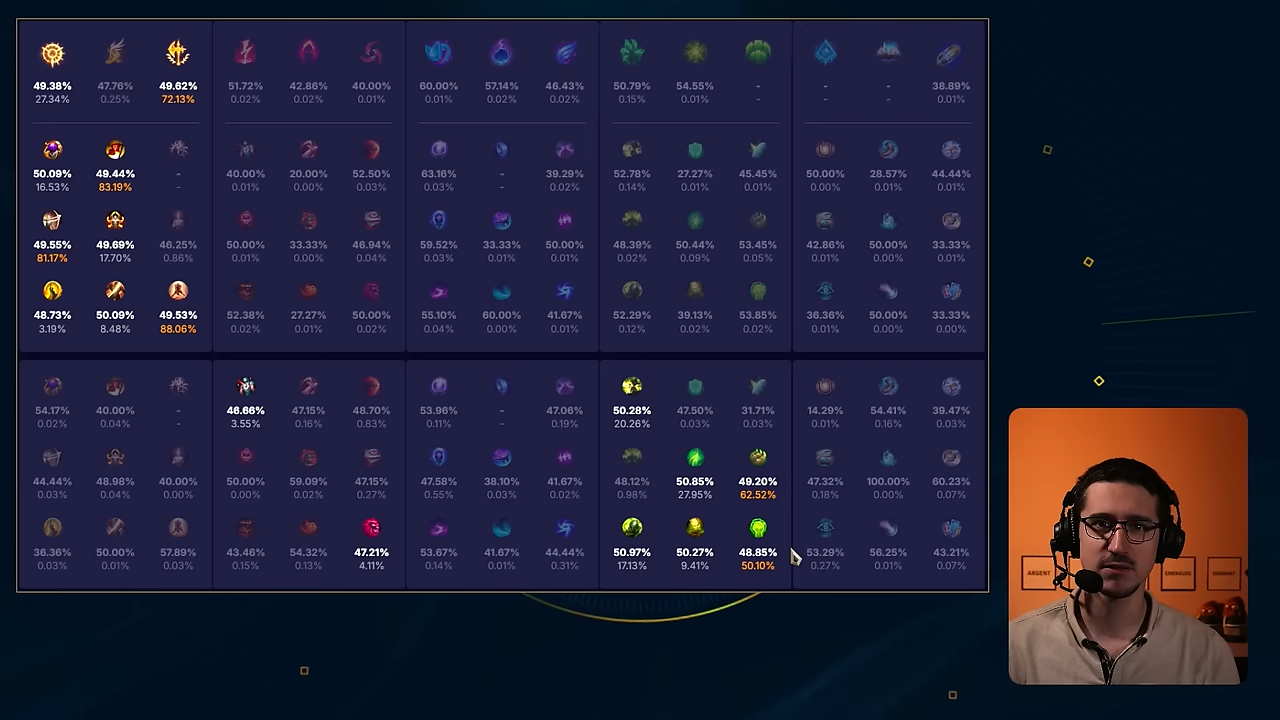 49.38% 47.76% 49.62% 51.72% 42.86% 40.00% 60.00% 57.14% 46.43% 50.79% 54.55% - - - 38.89%
27.34% 0.25% 72.13% 0.02% 0.02% 0.01% 0.01% 0.02% 0.02% 0.15% 0.01% - - - 0.01%
50.09% 49.44% - 40.00% 20.00% 52.50% 63.16% - 39.29% 52.78% 27.27% 45.45% 50.00% 28.57% 44.44%
16.53% 83.19% - 0.01% 0.00% 0.03% 0.03% - 0.02% 0.14% 0.01% 0.01% 0.00% 0.01% 0.01%
49.55% 49.69% 46.25% 50.00% 33.33% 46.94% 59.52% 33.33% 50.00% 48.39% 50.44% 53.45% 42.86% 50.00% 33.33%
81.17% 17.70% 0.86% 0.01% 0.00% 0.04% 0.03% 0.01% 0.01% 0.02% 0.09% 0.05% 0.01% 0.00% 0.01%
48.73% 50.09% 49.53% 52.38% 27.27% 50.00% 55.10% 60.00% 41.67% 52.29% 39.13% 53.85% 36.36% 50.00% 33.33%
3.19% 8.48% 88.06% 0.02% 0.01% 0.02% 0.04% 0.00% 0.01% 0.12% 0.02% 0.02% 0.01% 0.00% 0.00%
54.17% 40.00% - 46.66% 47.15% 48.70% 53.96% - 47.06% 50.28% 47.50% 31.71% 14.29% 54.41% 39.47%
0.02% 0.04% - 3.55% 0.16% 0.83% 0.11% - 0.19% 20.26% 0.03% 0.03% 0.01% 0.16% 0.03%
44.44% 48.98% 40.00% 50.00% 59.09% 47.15% 47.58% 38.10% 41.67% 48.12% 50.85% 49.20% 47.32% 100.00% 60.23%
0.03% 0.04% 0.00% 0.00% 0.02% 0.27% 0.55% 0.03% 0.02% 0.98% 27.95% 62.52% 0.18% 0.00% 0.07%
36.36% 50.00% 57.89% 43.46% 54.32% 47.21% 53.67% 41.67% 44.44% 50.97% 50.27% 48.85% 53.29% 56.25% 43.21%
0.03% 0.01% 0.03% 0.15% 0.13% 4.11% 0.14% 0.01% 0.31% 17.13% 9.41% 50.10% 0.27% 0.01% 0.07%
ARGENT